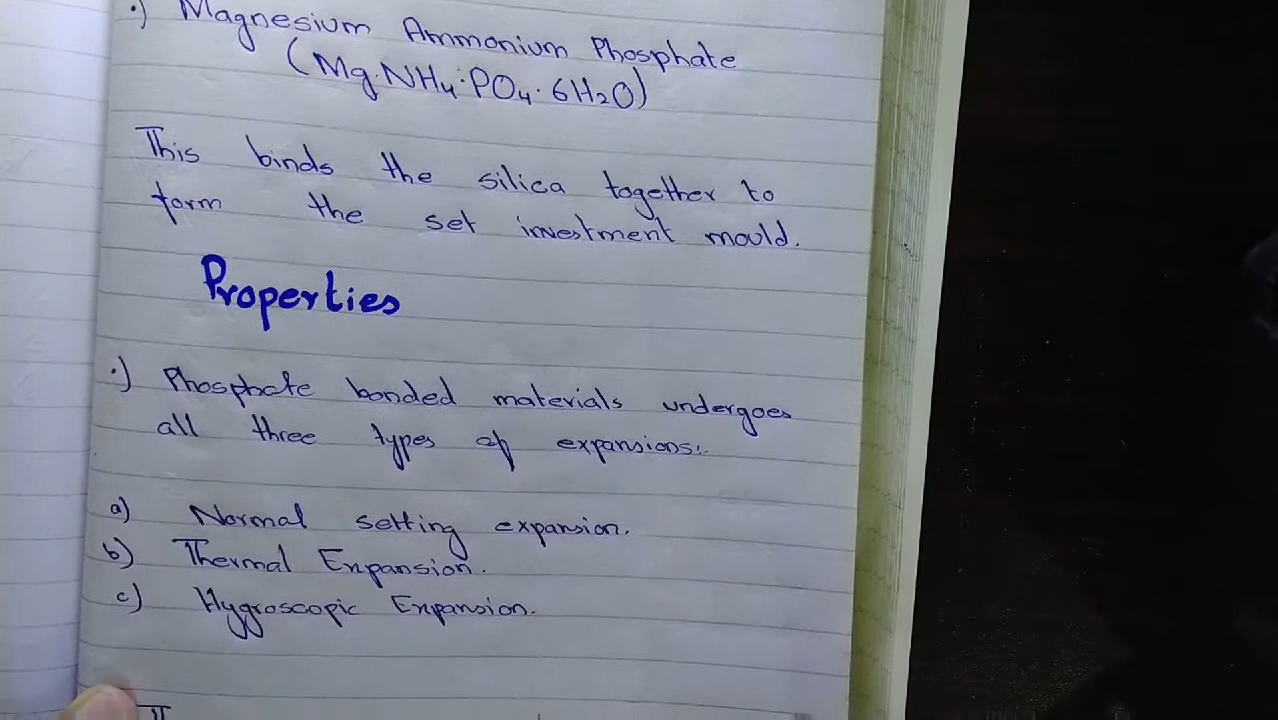 ·) Magnesium Ammonium Phosphate
(Mg·NH4·PO4·6H2O)
This binds the silica together to
form the set investment mould.
Properties
·) Phosphate bonded materials undergoes
all three types of expansions:.
a) Normal setting expansion.
b) Thermal Expansion.
c) Hygroscopic Expansion.